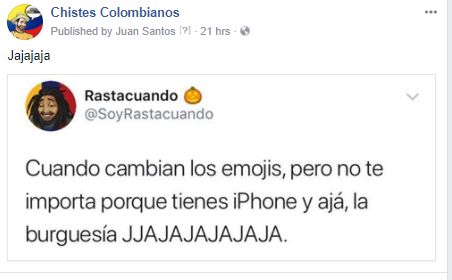 Chistes Colombianos
Published by Juan Santos [?] · 21 hrs ·
Jajajaja
Rastacuando 🎃
@SoyRastacuando
Cuando cambian los emojis, pero no te
importa porque tienes iPhone y ajá, la
burguesía JJAJAJAJAJAJA.